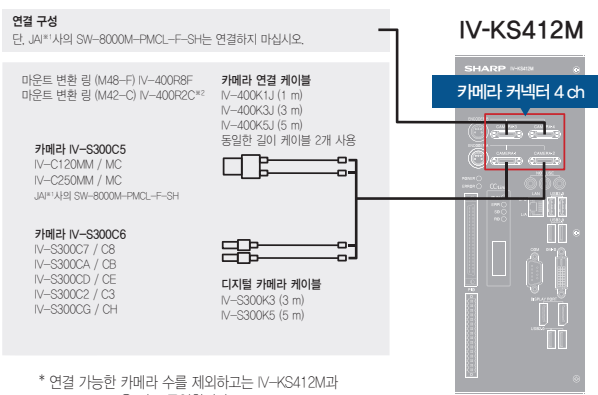 연결 구성
단, JAI*¹사의 SW-8000M-PMCL-F-SH는 연결하지 마십시오.
IV-KS412M
마운트 변환 링 (M48-F) IV-400R8F
마운트 변환 링 (M42-C) IV-400R2C*²
카메라 IV-S300C5
IV-C120MM / MC
IV-C250MM / MC
JAI*¹사의 SW-8000M-PMCL-F-SH
카메라 IV-S300C6
IV-S300C7 / C8
IV-S300CA / CB
IV-S300CD / CE
IV-S300C2 / C3
IV-S300CG / CH
카메라 연결 케이블
IV-400K1J (1 m)
IV-400K3J (3 m)
IV-400K5J (5 m)
동일한 길이 케이블 2개 사용
디지털 카메라 케이블
IV-S300K3 (3 m)
IV-S300K5 (5 m)
SHARP IV-KS412M
카메라 커넥터 4 ch
* 연결 가능한 카메라 수를 제외하고는 IV-KS412M과